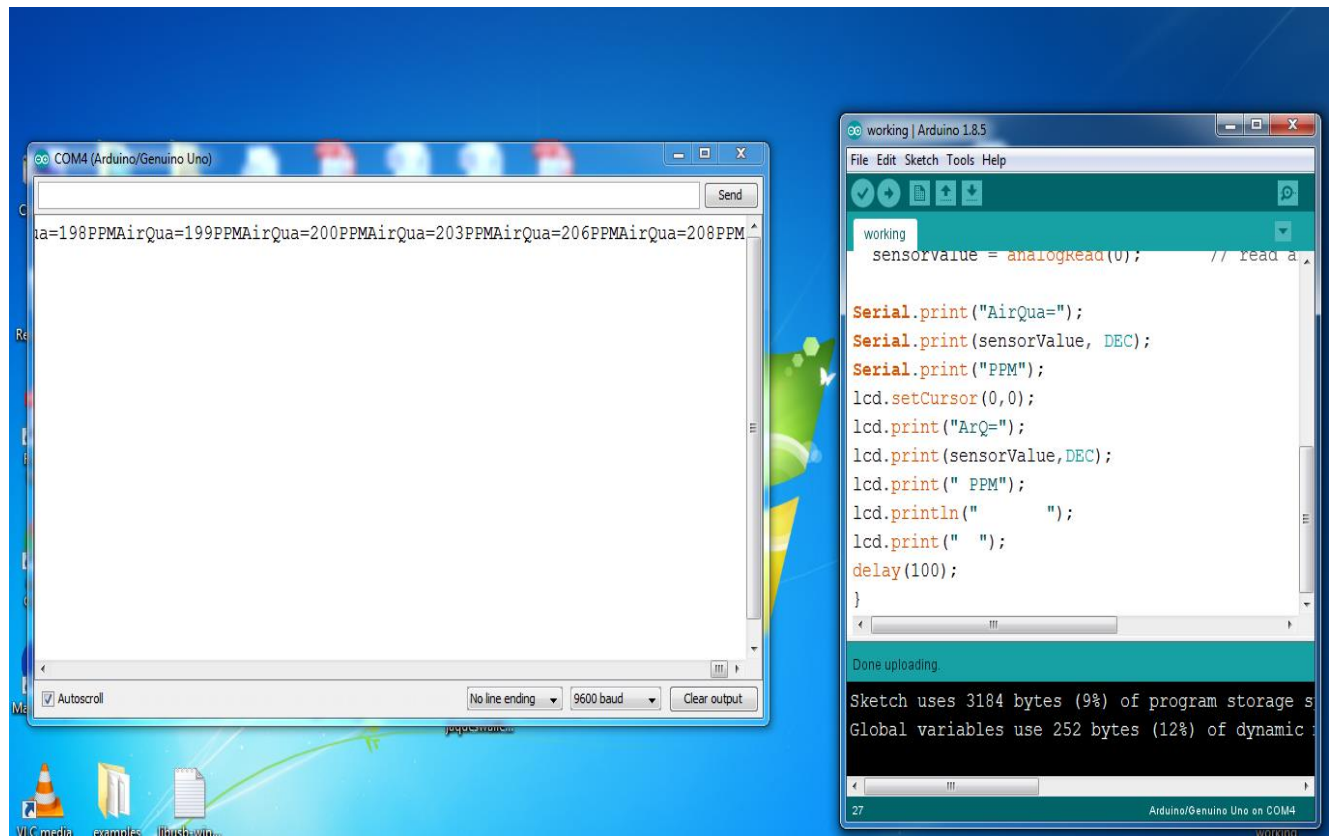 COM4 (Arduino/Genuino Uno)
Send
ua=198PPMAirQua=199PPMAirQua=200PPMAirQua=203PPMAirQua=206PPMAirQua=208PPM
Autoscroll
No line ending
9600 baud
Clear output
working | Arduino 1.8.5
File Edit Sketch Tools Help
working
sensorValue = analogRead(0); // read a
Serial.print("AirQua=");
Serial.print(sensorValue, DEC);
Serial.print("PPM");
lcd.setCursor(0,0);
lcd.print("ArQ=");
lcd.print(sensorValue,DEC);
lcd.print(" PPM");
lcd.println("       ");
lcd.print("  ");
delay(100);
}
Done uploading.
Sketch uses 3184 bytes (9%) of program storage s
Global variables use 252 bytes (12%) of dynamic
27
Arduino/Genuino Uno on COM4
VLC media
examples
working